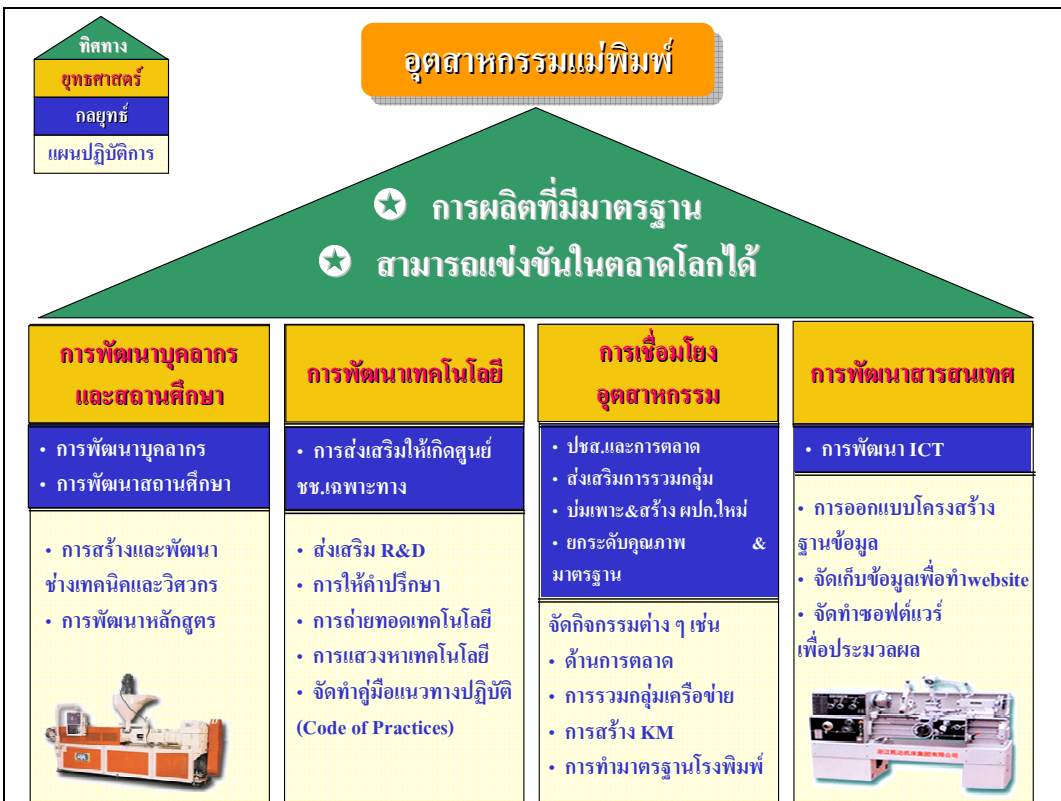 ทิศทาง
ยุทธศาสตร์
กลยุทธ์
แผนปฏิบัติการ
อุตสาหกรรมแม่พิมพ์
✪ การผลิตที่มีมาตรฐาน
✪ สามารถแข่งขันในตลาดโลกได้
การพัฒนาบุคลากร
และสถานศึกษา
• การพัฒนาบุคลากร
• การพัฒนาสถานศึกษา
• การสร้างและพัฒนา
ช่างเทคนิคและวิศวกร
• การพัฒนาหลักสูตร
การพัฒนาเทคโนโลยี
• การส่งเสริมให้เกิดศูนย์
ชช.เฉพาะทาง
• ส่งเสริม R&D
• การให้คำปรึกษา
• การถ่ายทอดเทคโนโลยี
• การแสวงหาเทคโนโลยี
• จัดทำคู่มือแนวทางปฏิบัติ
(Code of Practices)
การเชื่อมโยง
อุตสาหกรรม
• ปชส.และการตลาด
• ส่งเสริมการรวมกลุ่ม
• บ่มเพาะ&สร้าง ผปก.ใหม่
• ยกระดับคุณภาพ &
มาตรฐาน
จัดกิจกรรมต่าง ๆ เช่น
• ด้านการตลาด
• การรวมกลุ่มเครือข่าย
• การสร้าง KM
• การทำมาตรฐานโรงพิมพ์
การพัฒนาสารสนเทศ
• การพัฒนา ICT
• การออกแบบโครงสร้าง
ฐานข้อมูล
• จัดเก็บข้อมูลเพื่อทำwebsite
• จัดทำซอฟต์แวร์
เพื่อประมวลผล